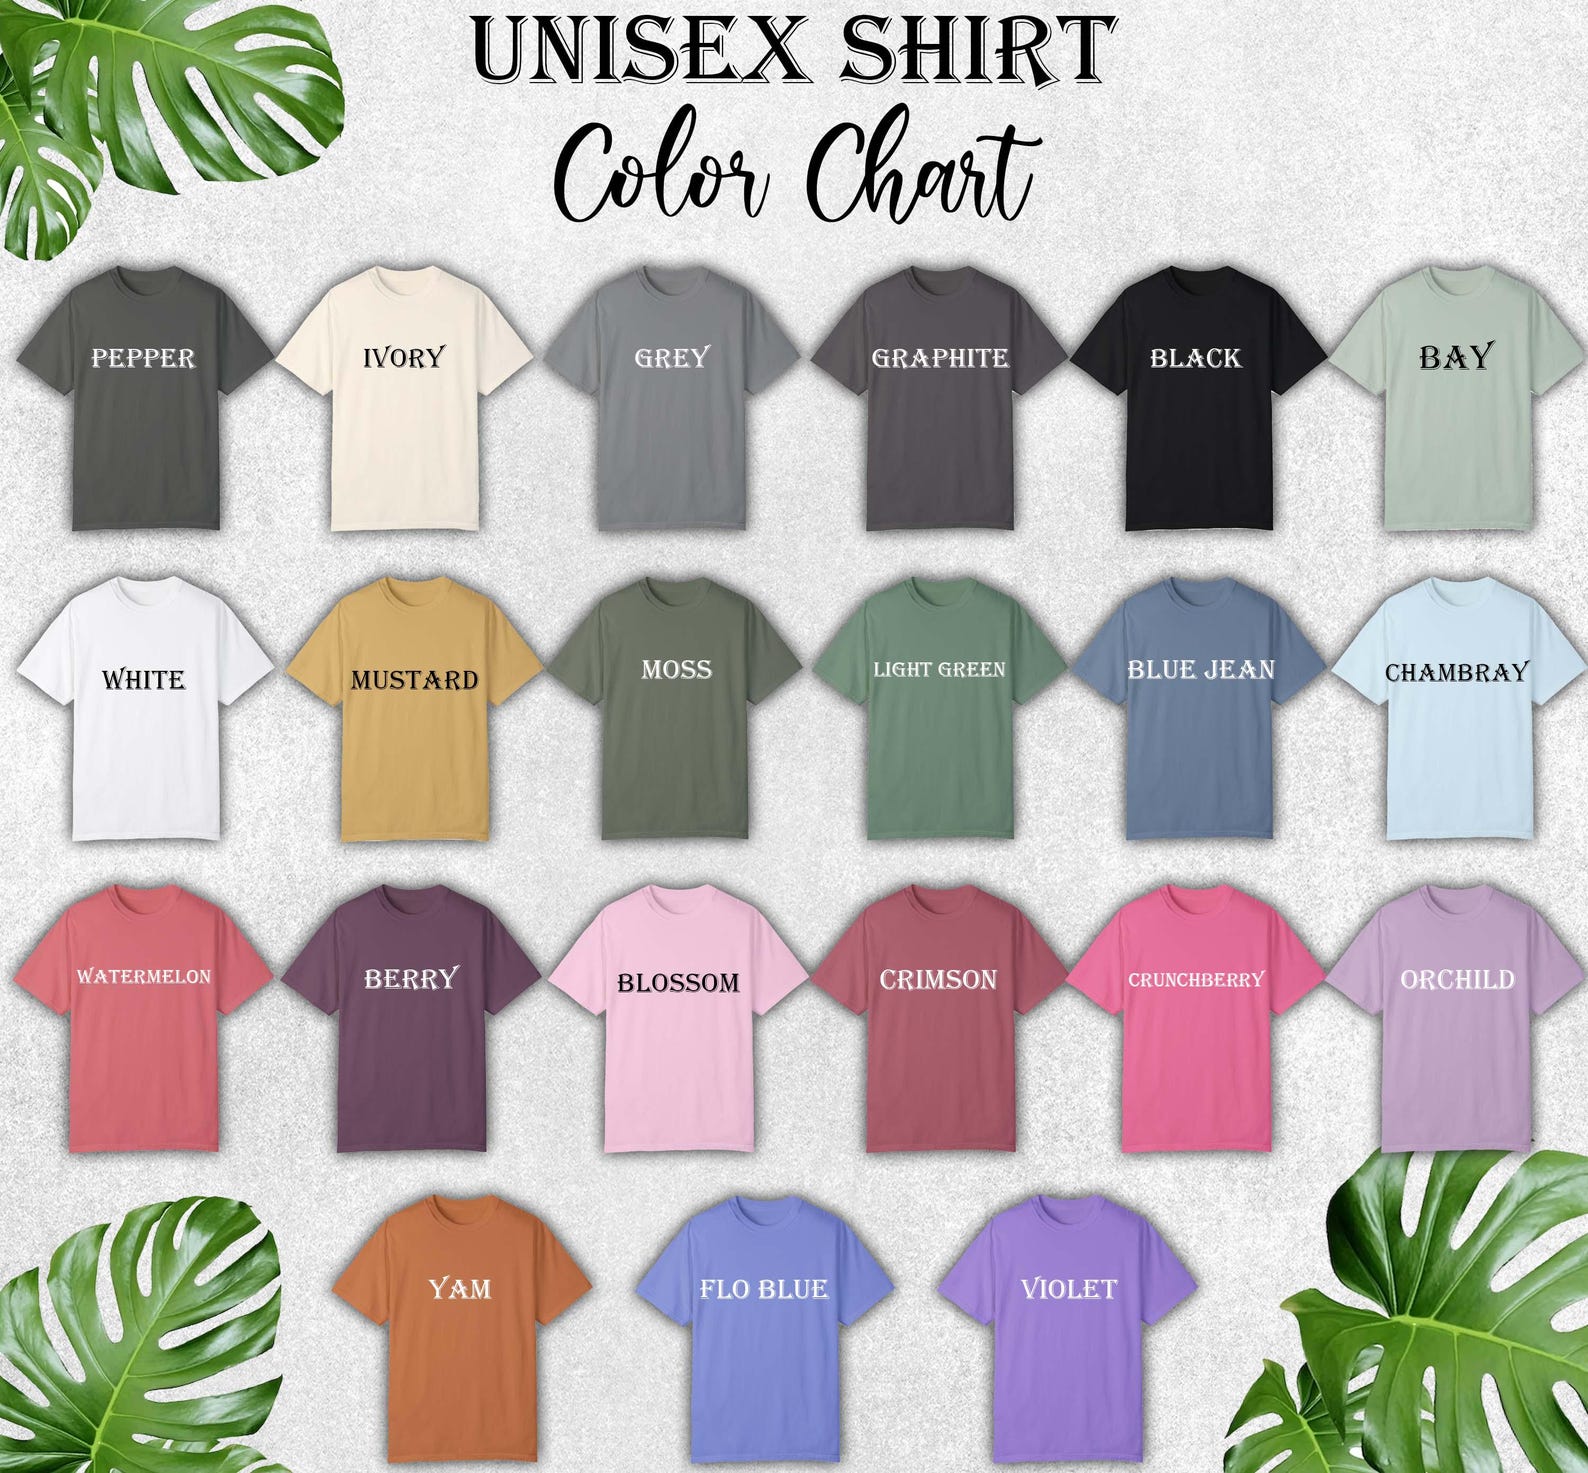 UNISEX SHIRT
Color Chart
PEPPER
IVORY
GREY
GRAPHITE
BLACK
BAY
WHITE
MUSTARD
MOSS
LIGHT GREEN
BLUE JEAN
CHAMBRAY
WATERMELON
BERRY
BLOSSOM
CRIMSON
CRUNCHBERRY
ORCHILD
YAM
FLO BLUE
VIOLET